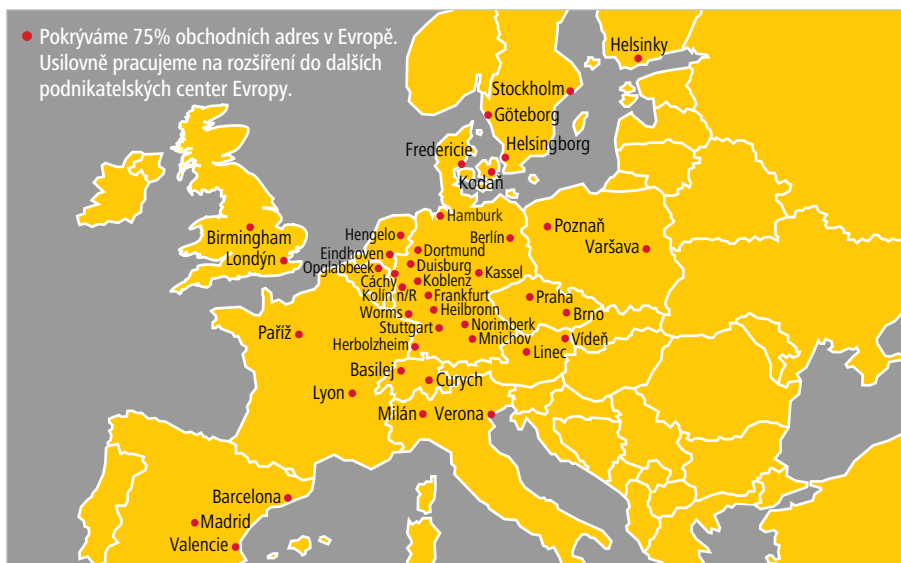 Pokrýváme 75% obchodních adres v Evropě.
Usilovně pracujeme na rozšíření do dalších
podnikatelských center Evropy.
Helsinky
Stockholm
Göteborg
Helsingborg
Fredericie
Kodaň
Hamburk
Birmingham
Londýn
Hengelo
Eindhoven
Opglabbeek
Cáchy
Kolín n/R
Dortmund
Duisburg
Koblenz
Frankfurt
Heilbronn
Berlín
Kassel
Poznaň
Varšava
Praha
Brno
Worms
Stuttgart
Herbolzheim
Norimberk
Mnichov
Vídeň
Linec
Paříž
Basilej
Curych
Lyon
Milán
Verona
Barcelona
Madrid
Valencie